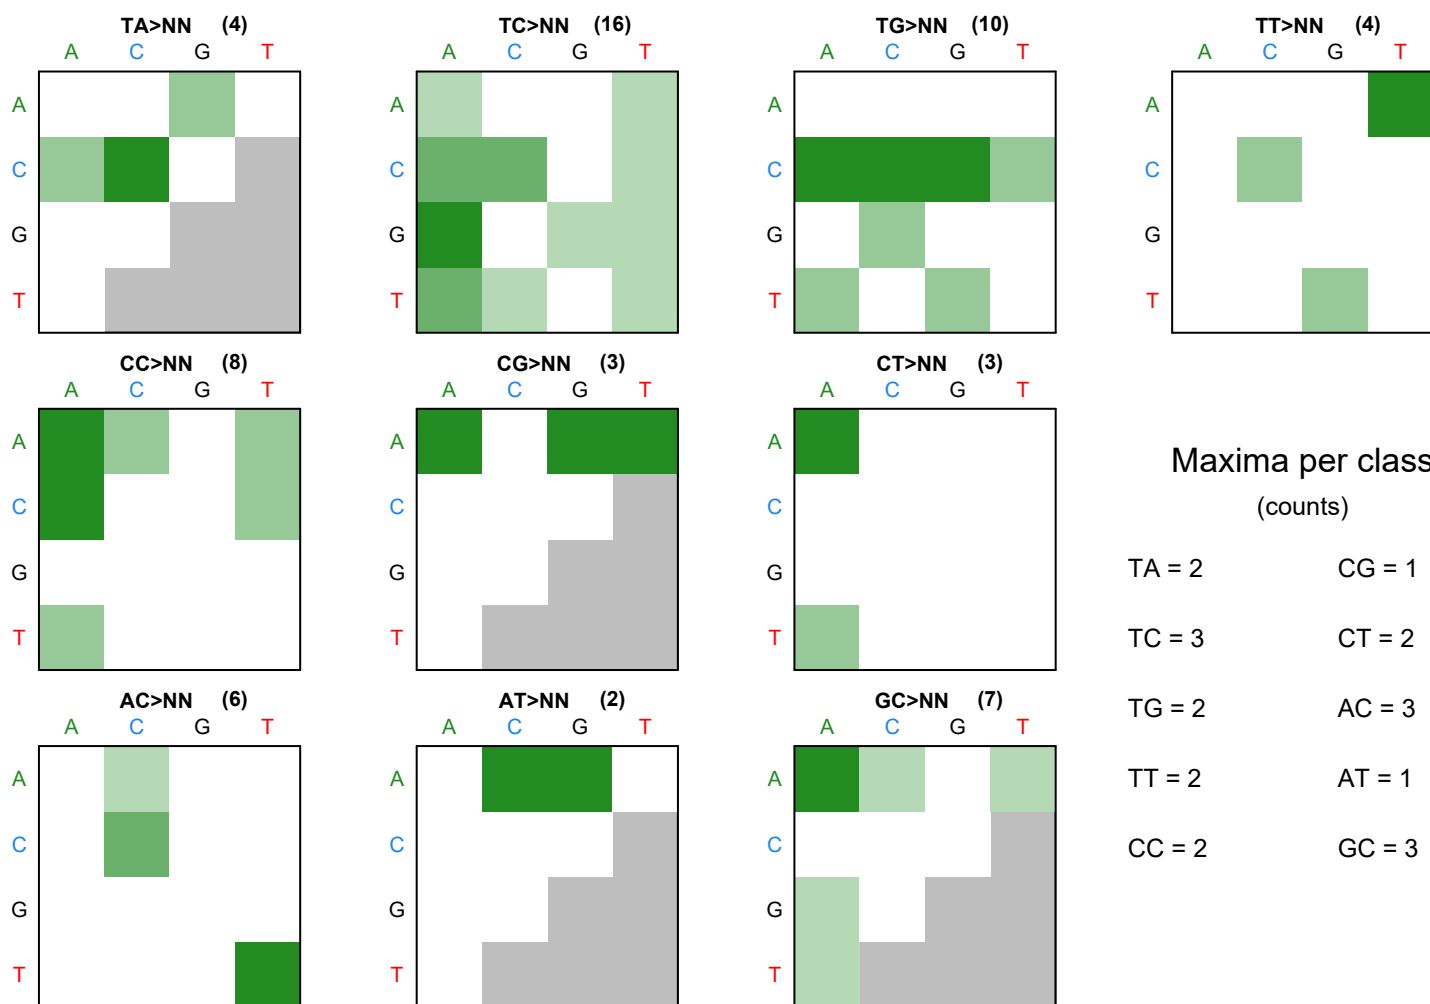 TA>NN (4) TC>NN (16) TG>NN (10) TT>NN (4)
A C G T A C G T A C G T A C G T
A A A A
C C C C
G G G G
T T T T
CC>NN (8) CG>NN (3) CT>NN (3)
A C G T A C G T A C G T
A A A
C C C
G G G
T T T
Maxima per class
(counts)
TA = 2 CG = 1
TC = 3 CT = 2
TG = 2 AC = 3
TT = 2 AT = 1
CC = 2 GC = 3
AC>NN (6) AT>NN (2) GC>NN (7)
A C G T A C G T A C G T
A A A
C C C
G G G
T T T